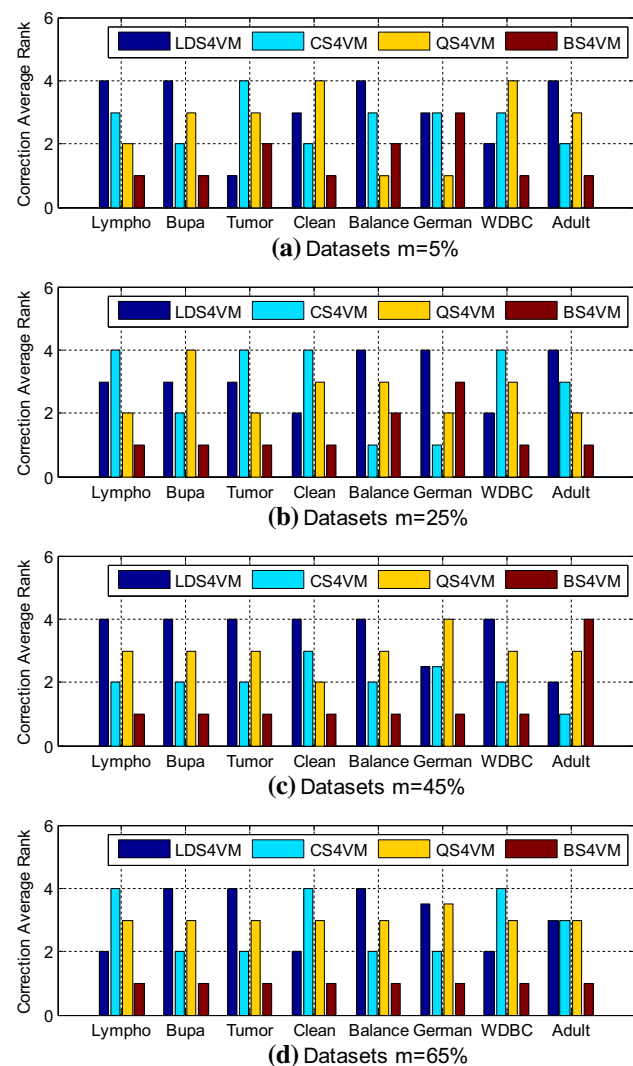 6
4
2
0
Correction Average Rank
LDS4VM CS4VM QS4VM BS4VM
Lympho Bupa Tumor Clean Balance German WDBC Adult
(a) Datasets m=5%
6
4
2
0
Correction Average Rank
LDS4VM CS4VM QS4VM BS4VM
Lympho Bupa Tumor Clean Balance German WDBC Adult
(b) Datasets m=25%
6
4
2
0
Correction Average Rank
LDS4VM CS4VM QS4VM BS4VM
Lympho Bupa Tumor Clean Balance German WDBC Adult
(c) Datasets m=45%
6
4
2
0
Correction Average Rank
LDS4VM CS4VM QS4VM BS4VM
Lympho Bupa Tumor Clean Balance German WDBC Adult
(d) Datasets m=65%